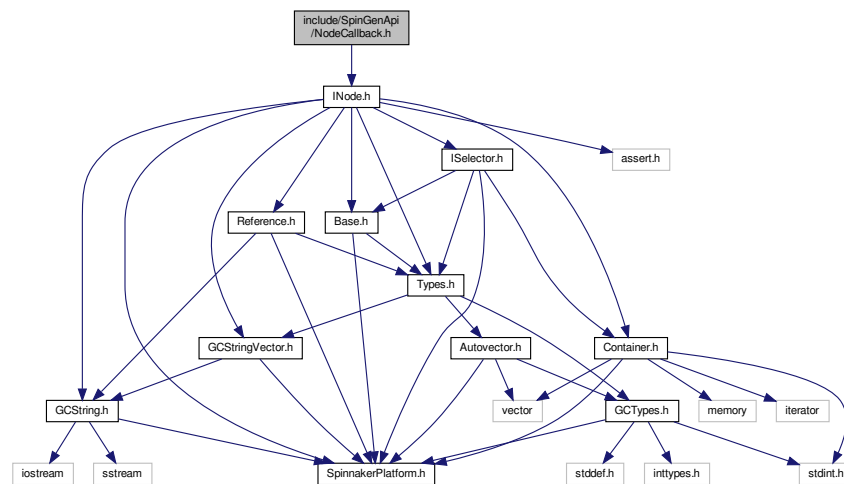 include/SpinGenApi
/NodeCallback.h
INode.h
ISelector.h
assert.h
Reference.h
Base.h
Types.h
GCStringVector.h
Autovector.h
Container.h
GCString.h
vector
GCTypes.h
memory
iterator
iostream
sstream
SpinnakerPlatform.h
stddef.h
inttypes.h
stdint.h